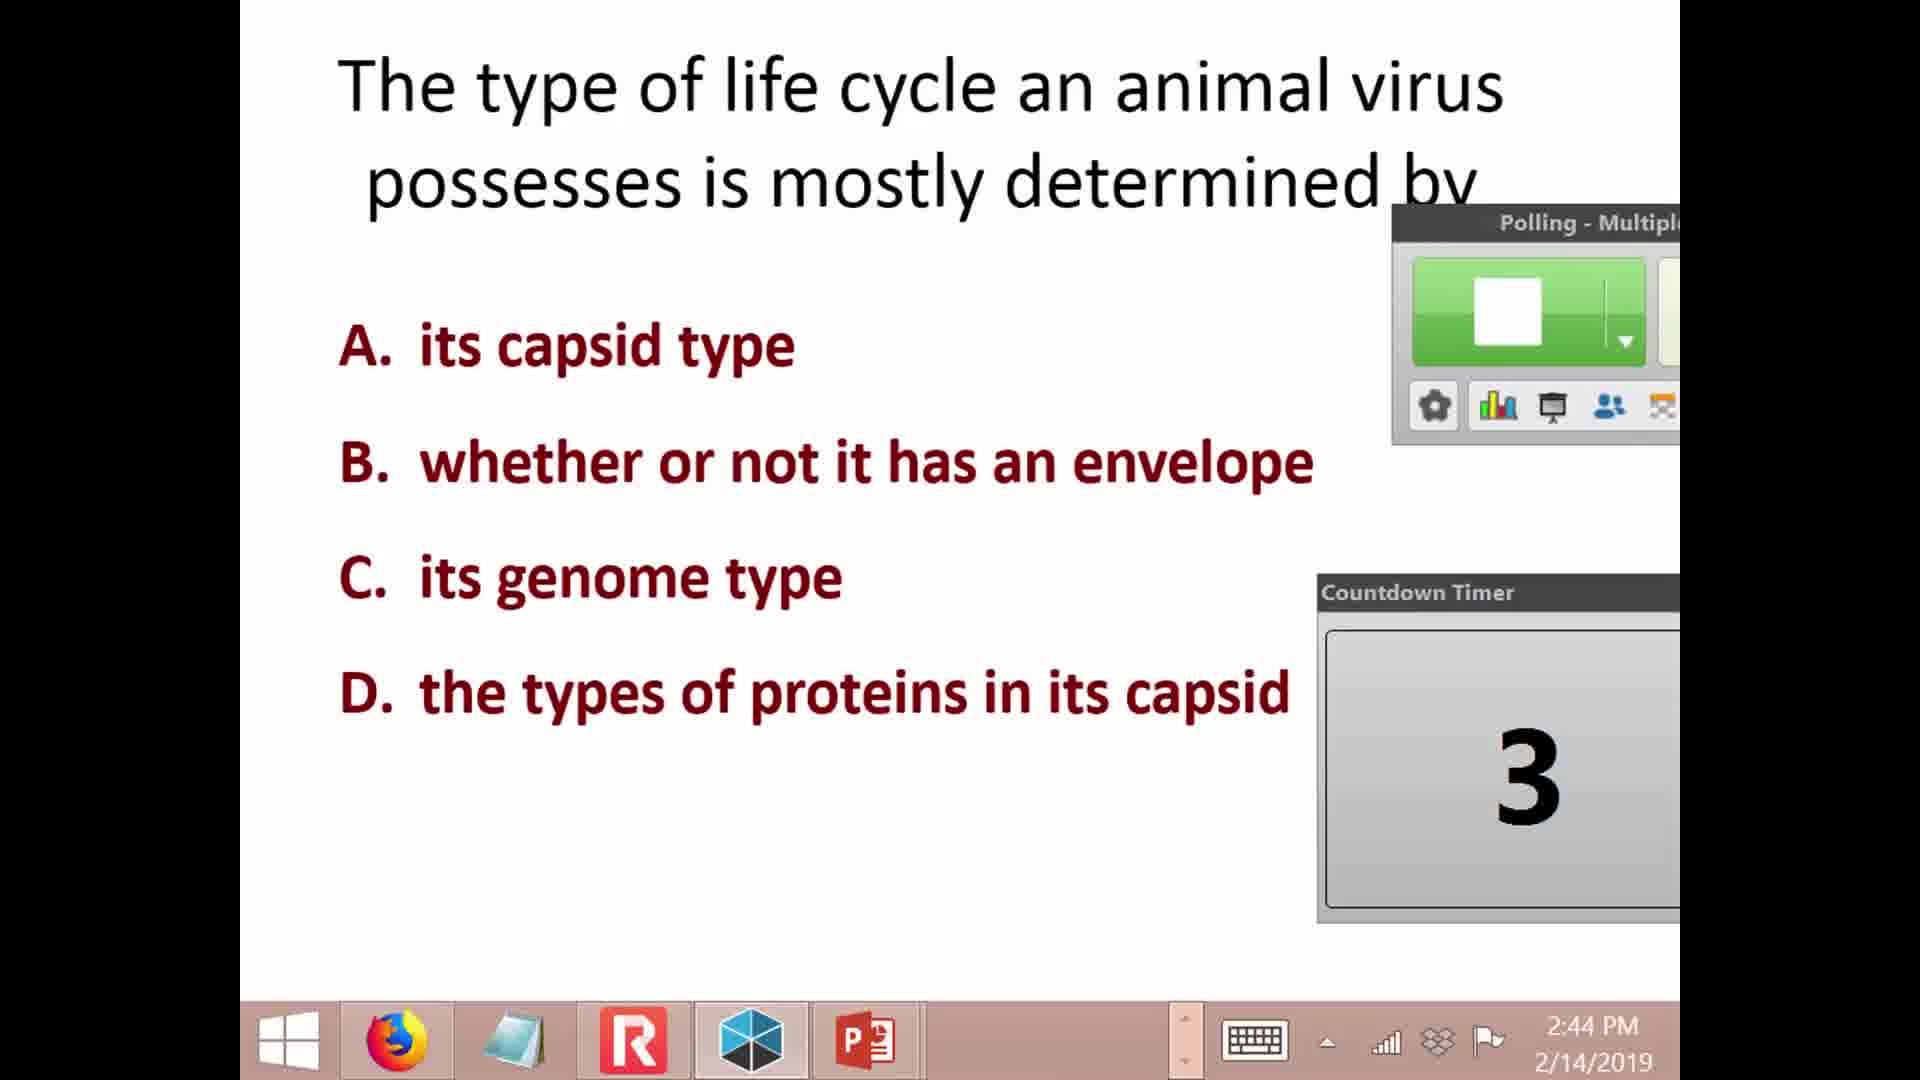 The type of life cycle an animal virus
possesses is mostly determined by
Polling - Multiple
A. its capsid type
B. whether or not it has an envelope
C. its genome type
Countdown Timer
D. the types of proteins in its capsid
3
2:44 PM
2/14/2019